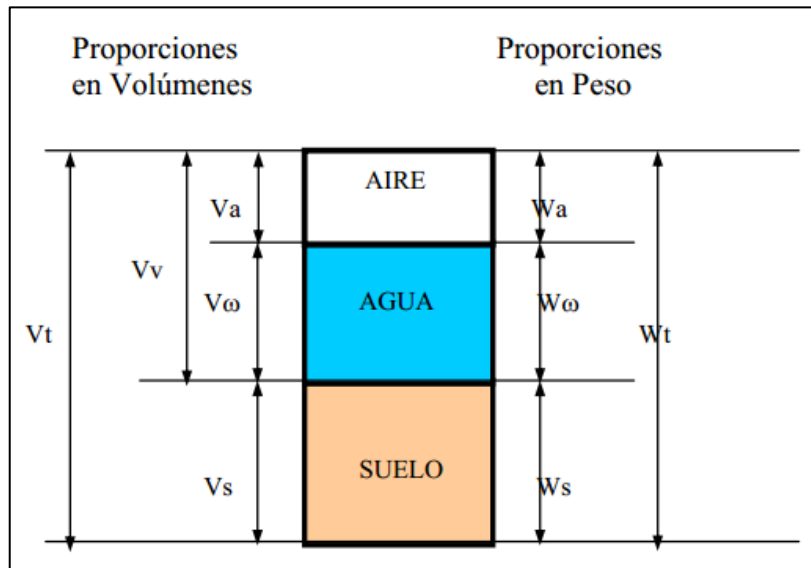 Proporciones
en Volúmenes
Proporciones
en Peso
AIRE
Va
Wa
Vv
Vω
AGUA
Wω
Vt
Wt
SUELO
Vs
Ws